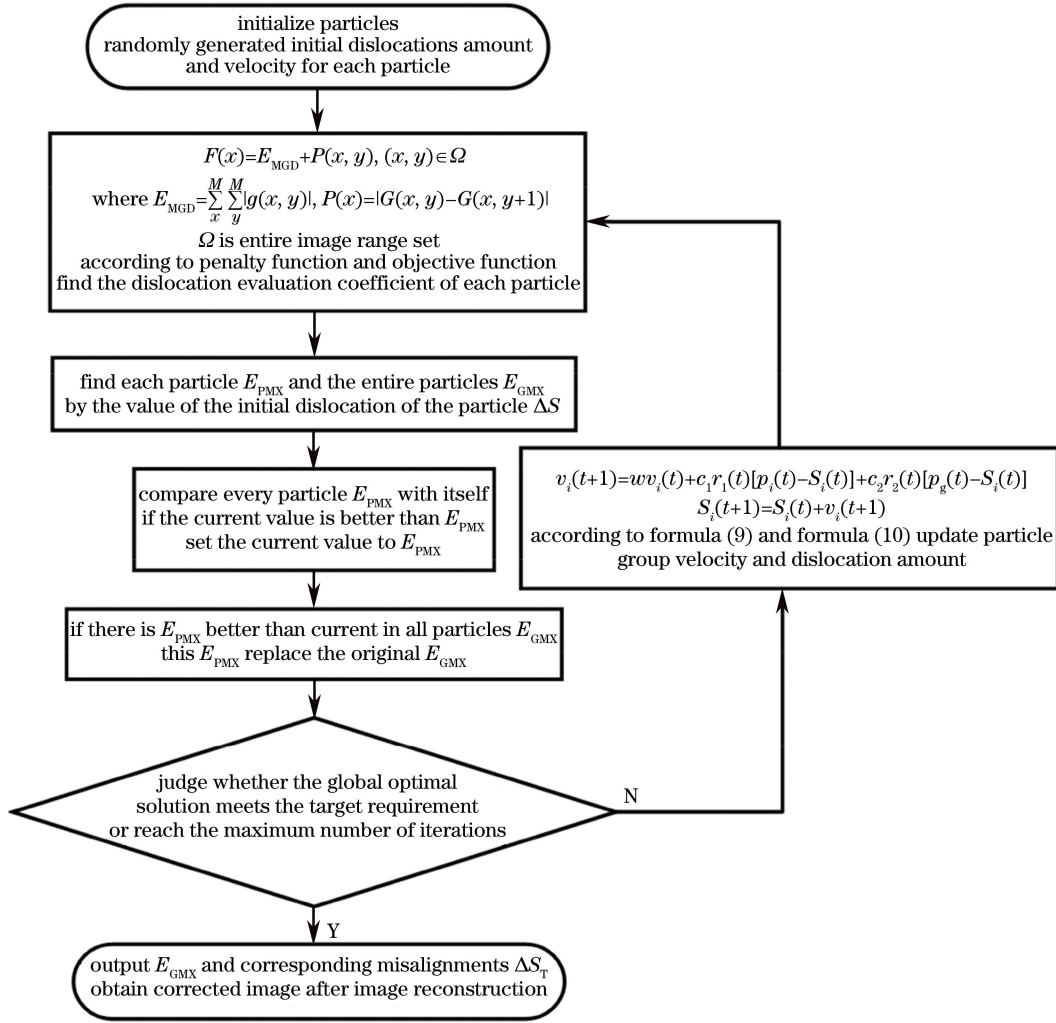 initialize particles
randomly generated initial dislocations amount
and velocity for each particle
F(x)=E_MGD+P(x, y), (x, y)∈Ω
where E_MGD=∑_x^M ∑_y^M|g(x, y)|, P(x)=|G(x, y)−G(x, y+1)|
Ω is entire image range set
according to penalty function and objective function
find the dislocation evaluation coefficient of each particle
find each particle E_PMX and the entire particles E_GMX
by the value of the initial dislocation of the particle ΔS
compare every particle E_PMX with itself
if the current value is better than E_PMX
set the current value to E_PMX
if there is E_PMX better than current in all particles E_GMX
this E_PMX replace the original E_GMX
judge whether the global optimal
solution meets the target requirement
or reach the maximum number of iterations
N
v_i(t+1)=wv_i(t)+c_1r_1(t)[p_i(t)−S_i(t)]+c_2r_2(t)[p_g(t)−S_i(t)]
S_i(t+1)=S_i(t)+v_i(t+1)
according to formula (9) and formula (10) update particle
group velocity and dislocation amount
Y
output E_GMX and corresponding misalignments ΔS_T
obtain corrected image after image reconstruction